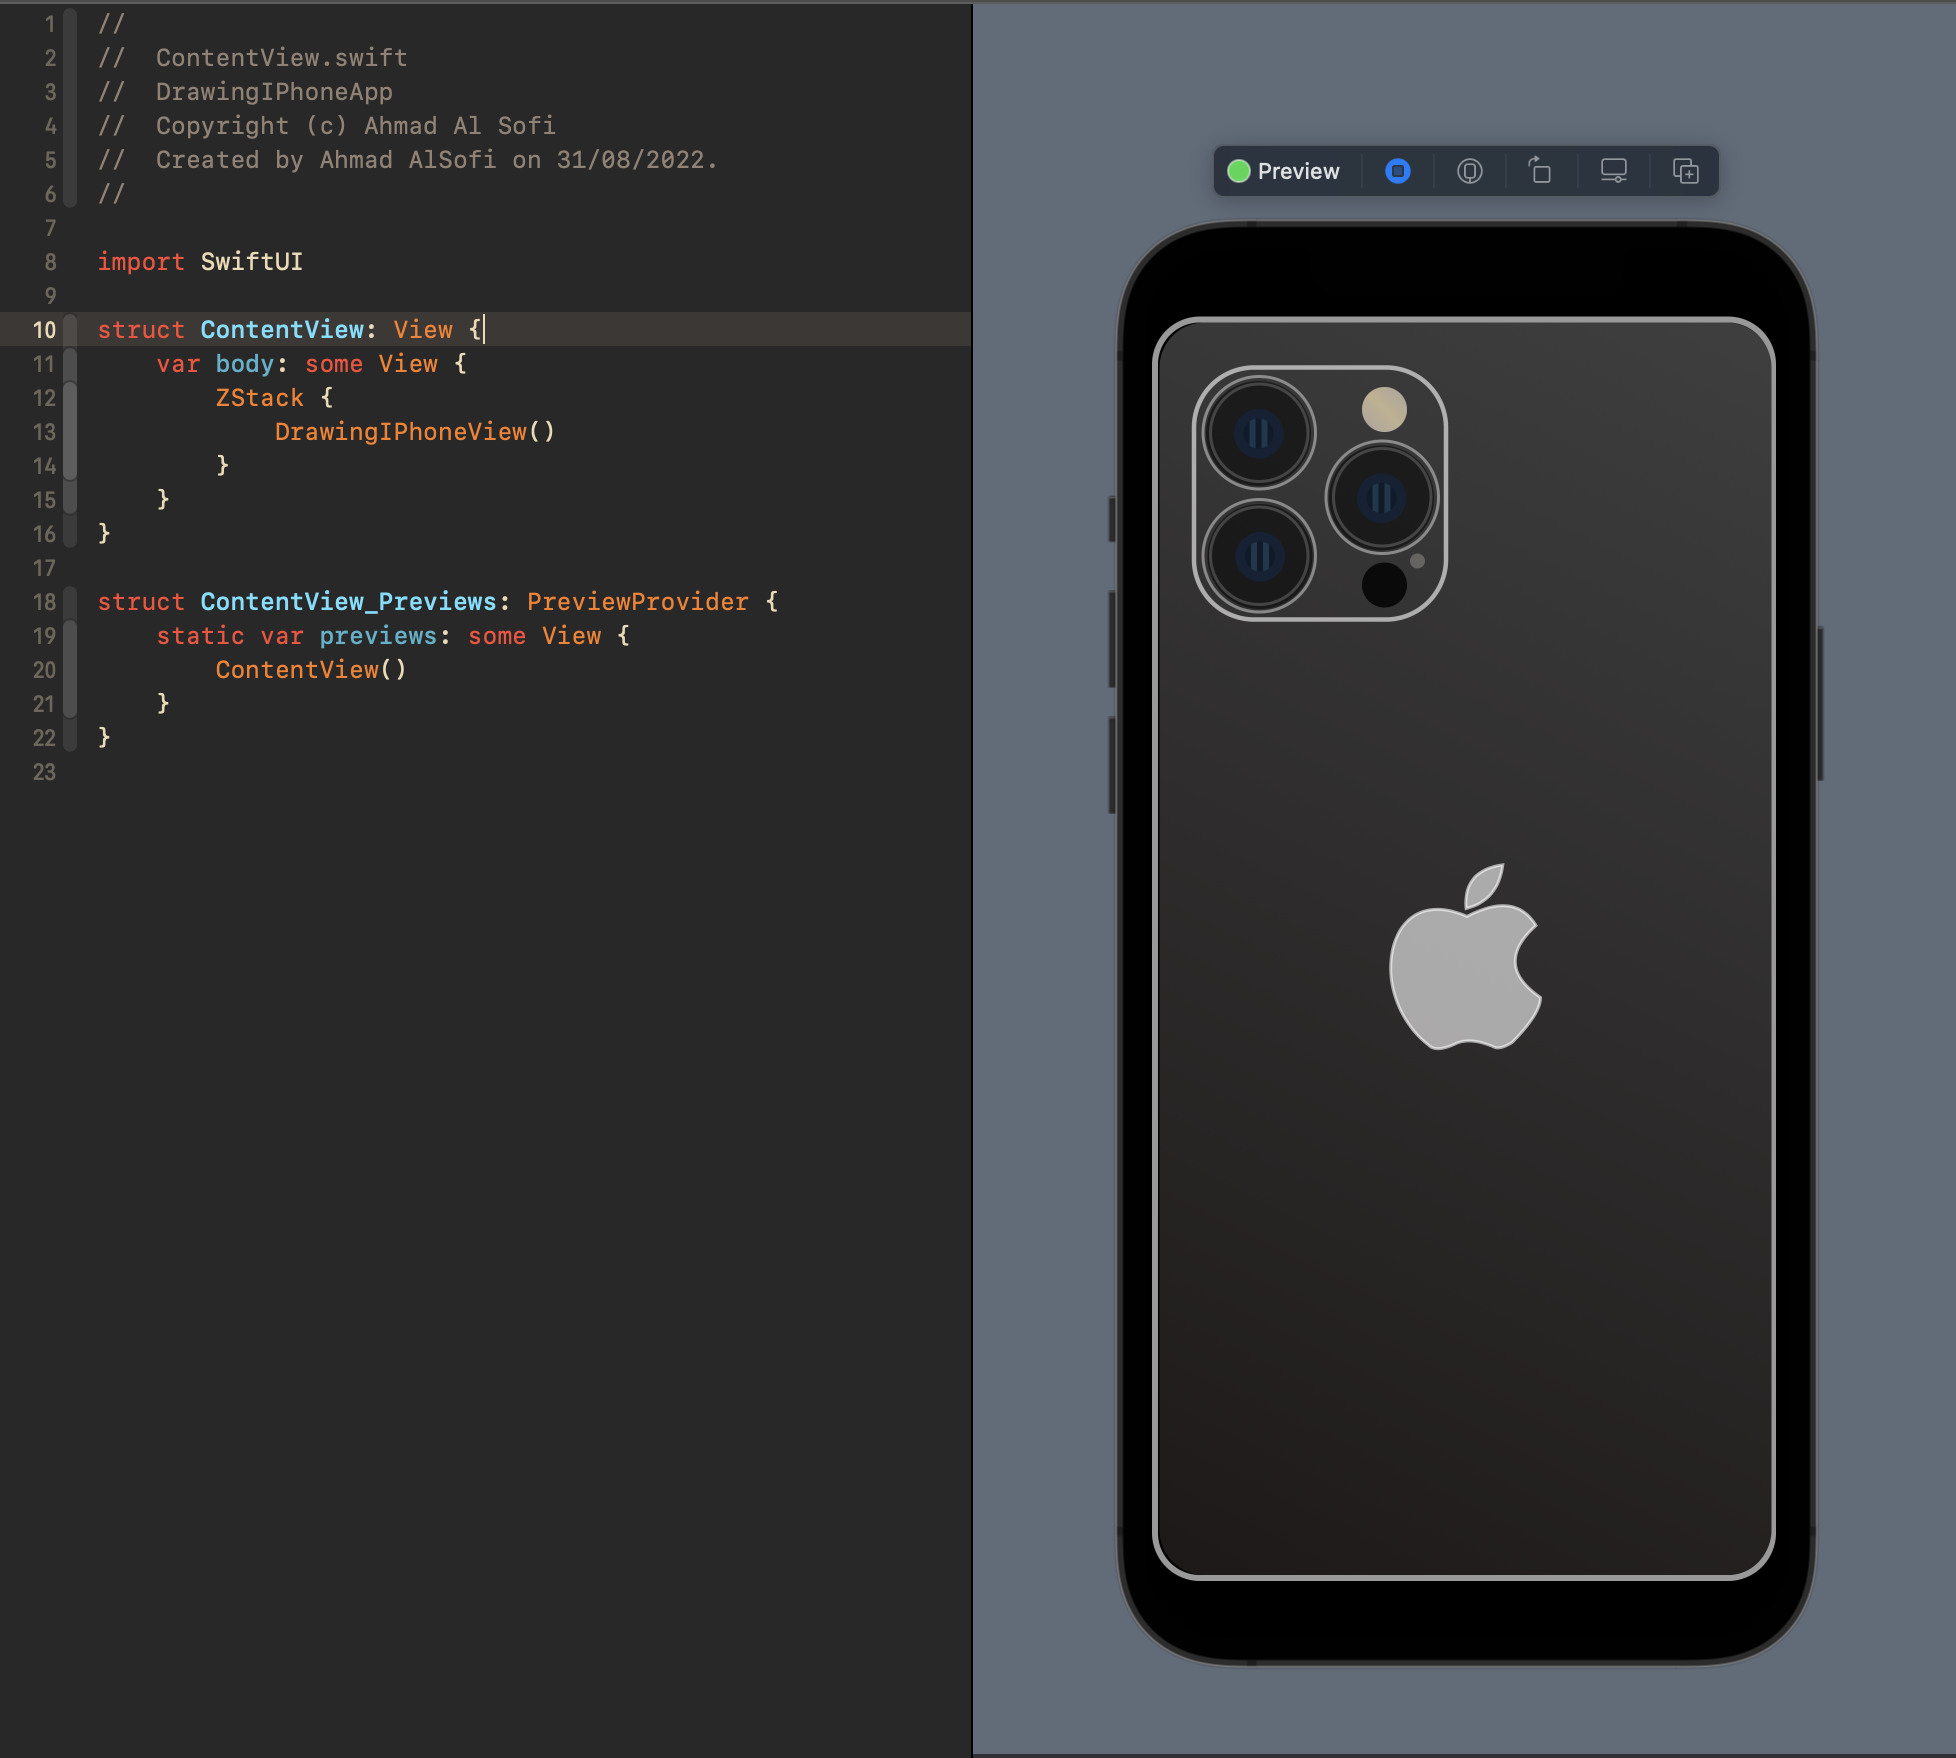 1 //
2 //  ContentView.swift
3 //  DrawingIPhoneApp
4 //  Copyright (c) Ahmad Al Sofi
5 //  Created by Ahmad AlSofi on 31/08/2022.
6 //
7
8 import SwiftUI
9
10 struct ContentView: View {
11     var body: some View {
12         ZStack {
13             DrawingIPhoneView()
14         }
15     }
16 }
17
18 struct ContentView_Previews: PreviewProvider {
19     static var previews: some View {
20         ContentView()
21     }
22 }
23
Preview